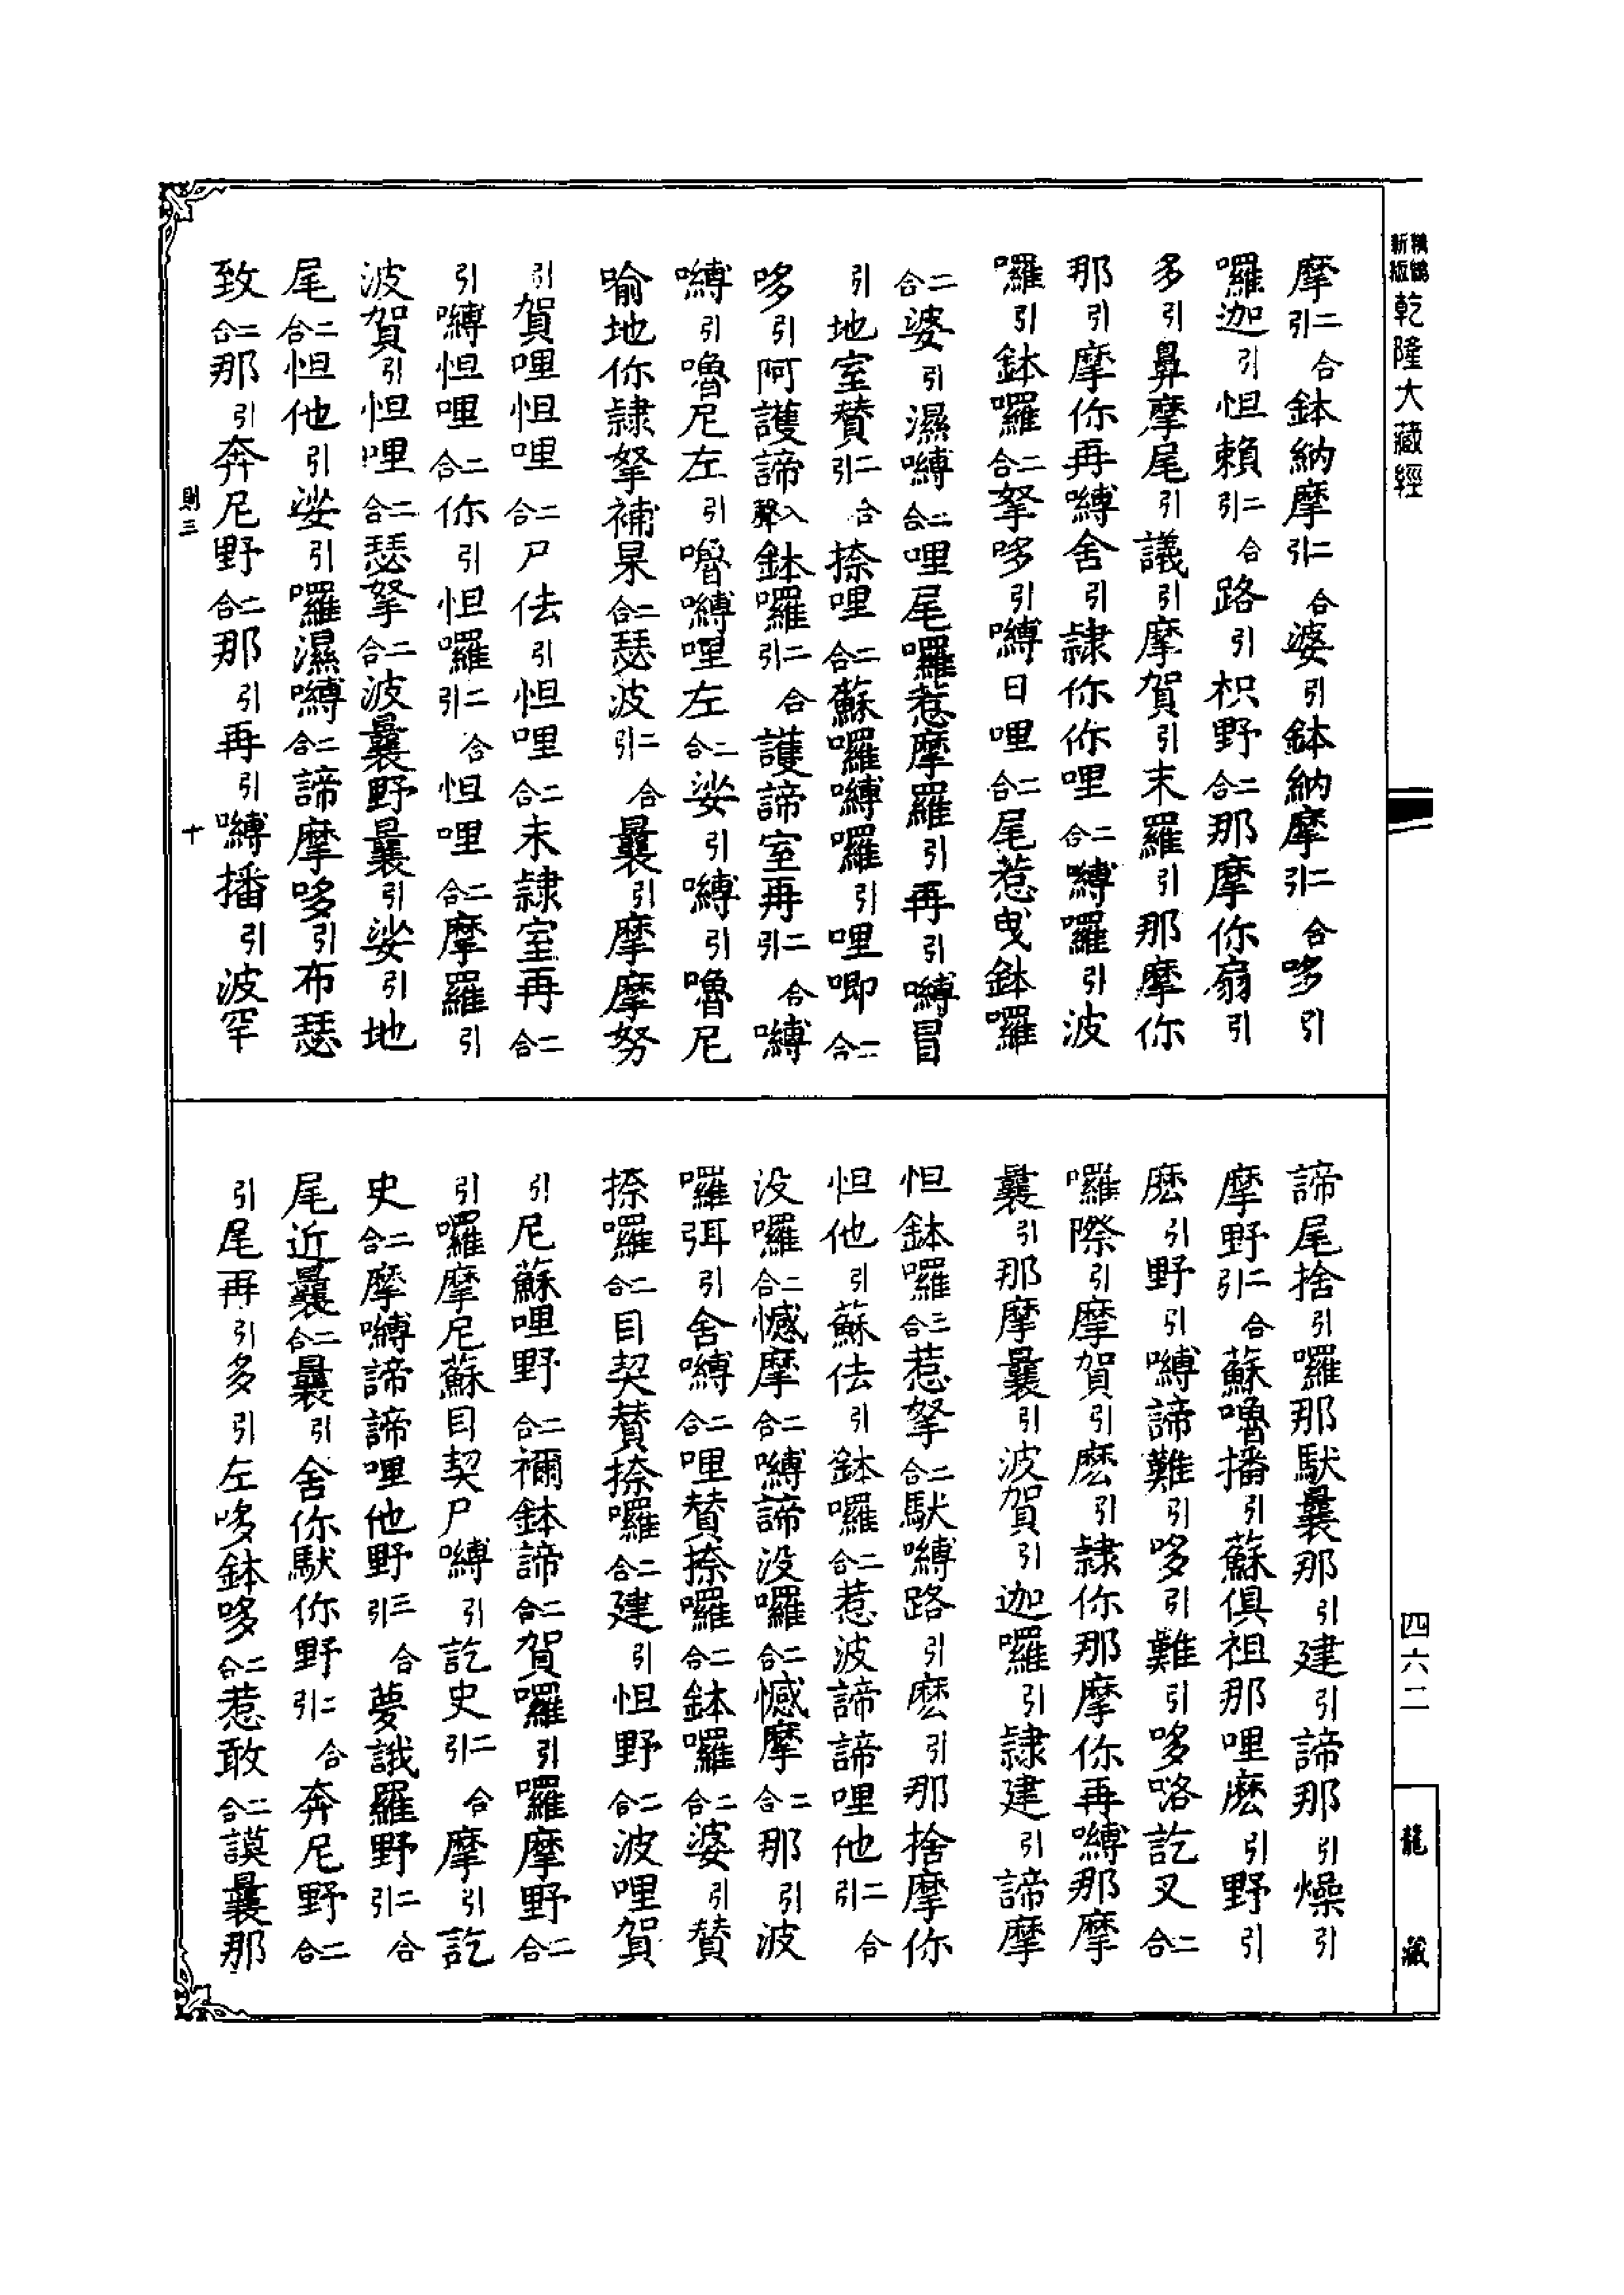 新版
乾隆大藏經
摩二合引鉢納摩二合引婆引鉢納摩二合引哆引
囉迦引怛賴二合引路引枳野二合那摩你扇引
多引鼻摩尾引議引摩賀引末羅引那摩你
那引摩你再嚩舍引隷你你哩二合嚩囉引波
囉引鉢囉二合拏哆引嚩日哩二合尾惹曳鉢囉
二合婆引濕嚩二合哩尾囉惹摩羅引再引嚩冒
引地室贊二合引捺哩二合蘇囉嚩囉引哩唧二合
哆引阿護諦入聲鉢囉二合引護諦室再二合引嚩
嚩引嚕尼左引嚕嚩哩左二合娑引嚩引嚕尼
喻地你隷拏補杲二合瑟波二合引曩引摩摩努
引賀哩怛哩二合尸佉引怛哩二合末隷室再二合
引嚩怛哩二合你引怛囉二合引怛哩二合摩羅引
波賀引怛哩二合瑟拏二合波曩野曩引娑引地
尾二合怛他引娑引囉濕嚩二合諦摩哆引布瑟
致二合那引奔尼野二合那引再引嚩播引波罕
則三 十
諦尾捨引囉那馱曩那引建引諦那引燥引
摩野二合引蘇嚕播引蘇俱祖那哩麽引野引
麽引野引嚩諦難引哆引難引哆咯訖叉二合
囉際引摩賀引麽引隷你那摩你再嚩那摩
曩引那摩曩引波賀引迦囉引隷建引諦摩
怛鉢囉三合惹拏二合馱嚩路引麽引那捨摩你
怛他引蘇佉引鉢囉二合惹波諦諦哩他二合引
没囉二合憾摩二合嚩諦没囉二合憾摩二合那引波
囉弭引舍嚩二合哩贊捺囉二合鉢囉二合婆引贊
捺囉二合目契贊捺囉二合建引怛野二合波哩賀
引尼蘇哩野二合禰鉢諦二合賀囉引囉摩野二合
引囉摩尼蘇目契尸嚩引訖史二合引摩引訖
史二合摩嚩諦諦哩他野三合引夢誐羅野二合引
尾近曩二合曩引舍你馱你野二合引奔尼野二合
引尾再引多引左哆鉢哆二合惹敢二合謨曩那
四六二
龍藏